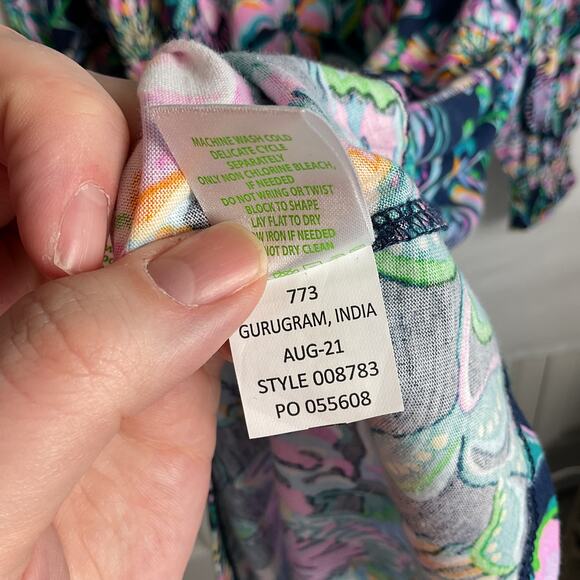 MACHINE WASH COLD
DELICATE CYCLE
SEPARATELY
ONLY NON CHLORINE BLEACH,
IF NEEDED
DO NOT WRING OR TWIST
BLOCK TO SHAPE
LAY FLAT TO DRY
IRON IF NEEDED
NOT DRY CLEAN
773
GURUGRAM, INDIA
AUG-21
STYLE 008783
PO 055608